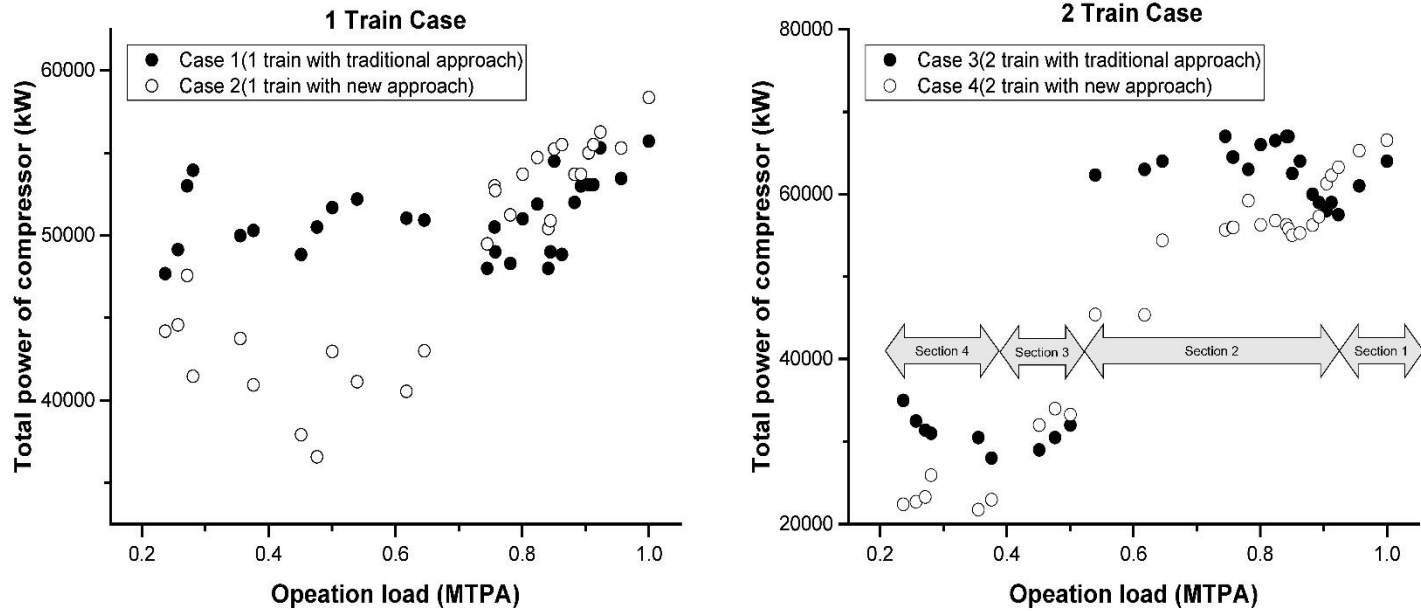 1 Train Case
Case 1(1 train with traditional approach)
Case 2(1 train with new approach)
Total power of compressor (kW)
60000
50000
40000
0.2 0.4 0.6 0.8 1.0
Opeation load (MTPA)
2 Train Case
Case 3(2 train with traditional approach)
Case 4(2 train with new approach)
Total power of compressor (kW)
80000
60000
40000
20000
Section 4 Section 3 Section 2 Section 1
0.2 0.4 0.6 0.8 1.0
Opeation load (MTPA)